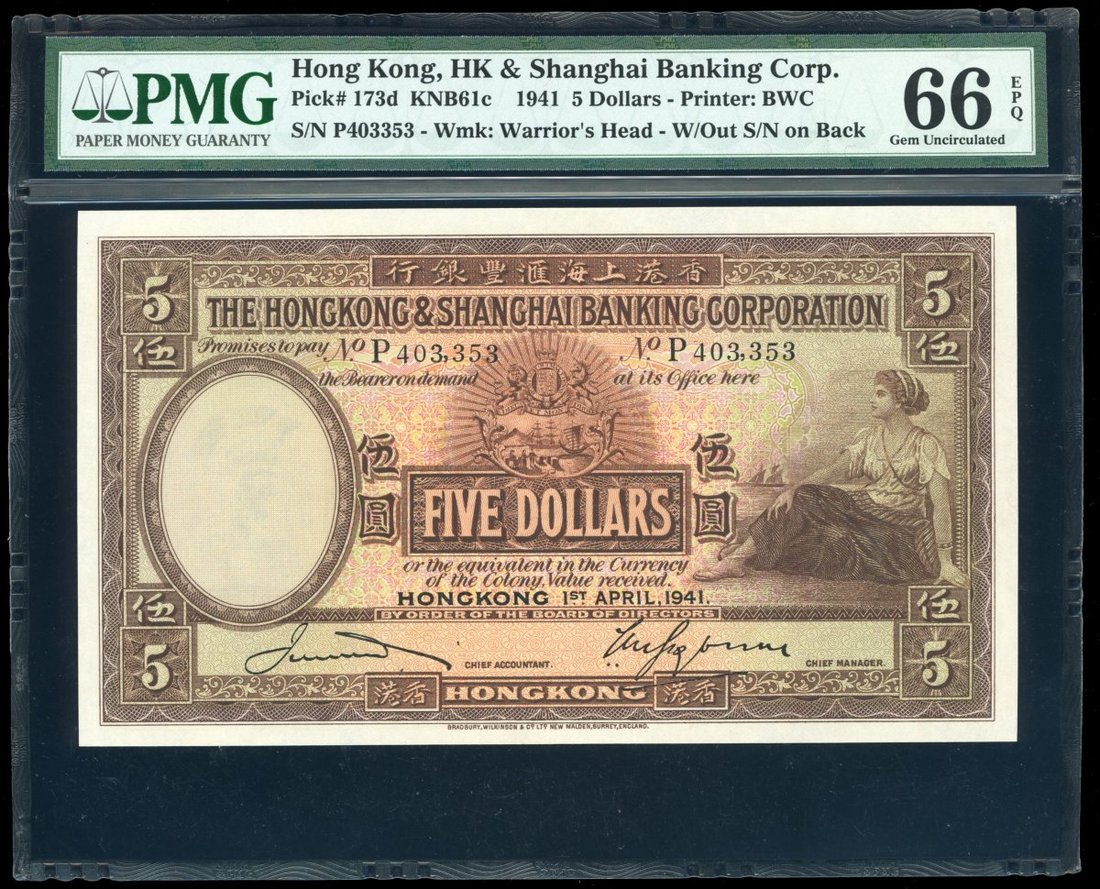 PMG
PAPER MONEY GUARANTY
Hong Kong, HK & Shanghai Banking Corp.
Pick# 173d KNB61c 1941 5 Dollars - Printer: BWC
S/N P403353 - Wmk: Warrior's Head - W/Out S/N on Back
66 EPQ
Gem Uncirculated
行銀豐滙海上港香
5 5
THE HONGKONG & SHANGHAI BANKING CORPORATION
伍 伍
Promises to pay No P 403,353 No P 403,353
the Bearer on demand at its Office here
伍圓 伍圓
FIVE DOLLARS
or the equivalent in the Currency
of the Colony, Value received.
HONGKONG 1ST APRIL, 1941.
BY ORDER OF THE BOARD OF DIRECTORS
伍 伍
CHIEF ACCOUNTANT. CHIEF MANAGER.
5 5
港香 HONGKONG 港香
BRADBURY, WILKINSON & Co LTD NEW MALDEN, SURREY, ENGLAND.